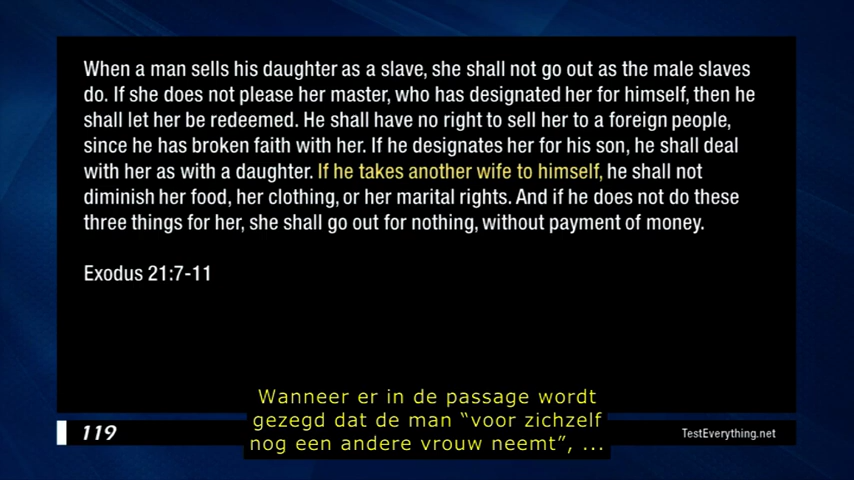 When a man sells his daughter as a slave, she shall not go out as the male slaves
do. If she does not please her master, who has designated her for himself, then he
shall let her be redeemed. He shall have no right to sell her to a foreign people,
since he has broken faith with her. If he designates her for his son, he shall deal
with her as with a daughter. If he takes another wife to himself, he shall not
diminish her food, her clothing, or her marital rights. And if he does not do these
three things for her, she shall go out for nothing, without payment of money.
Exodus 21:7-11
Wanneer er in de passage wordt
gezegd dat de man “voor zichzelf
nog een andere vrouw neemt”, ...
119
TestEverything.net